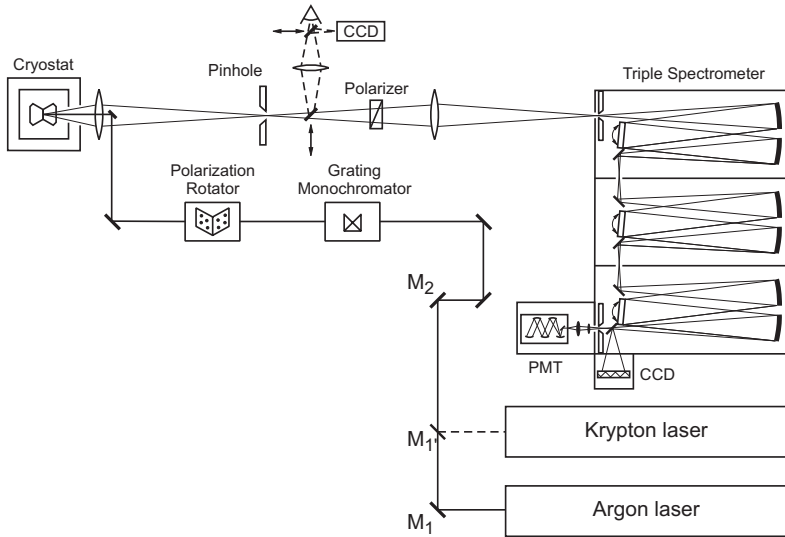 CCD
Cryostat
Pinhole
Polarizer
Triple Spectrometer
Polarization
Rotator
Grating
Monochromator
M2
PMT
CCD
M1'
Krypton laser
M1
Argon laser